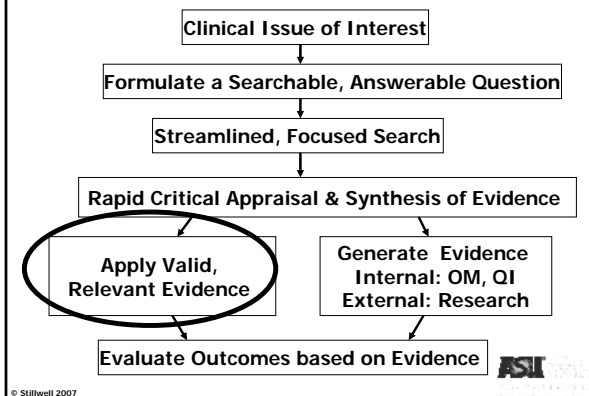 Clinical Issue of Interest
Formulate a Searchable, Answerable Question
Streamlined, Focused Search
Rapid Critical Appraisal & Synthesis of Evidence
Apply Valid,
Relevant Evidence
Generate Evidence
Internal: OM, QI
External: Research
Evaluate Outcomes based on Evidence
ASU
© Stillwell 2007